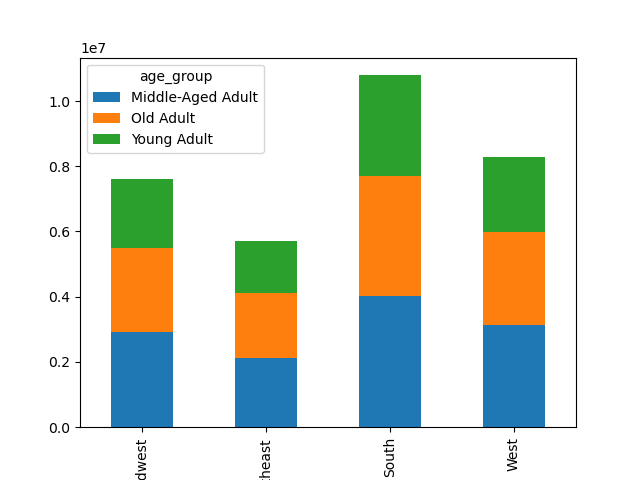 1e7
age_group
Middle-Aged Adult
Old Adult
Young Adult
1.0
0.8
0.6
0.4
0.2
0.0
dwest
heast
South
West